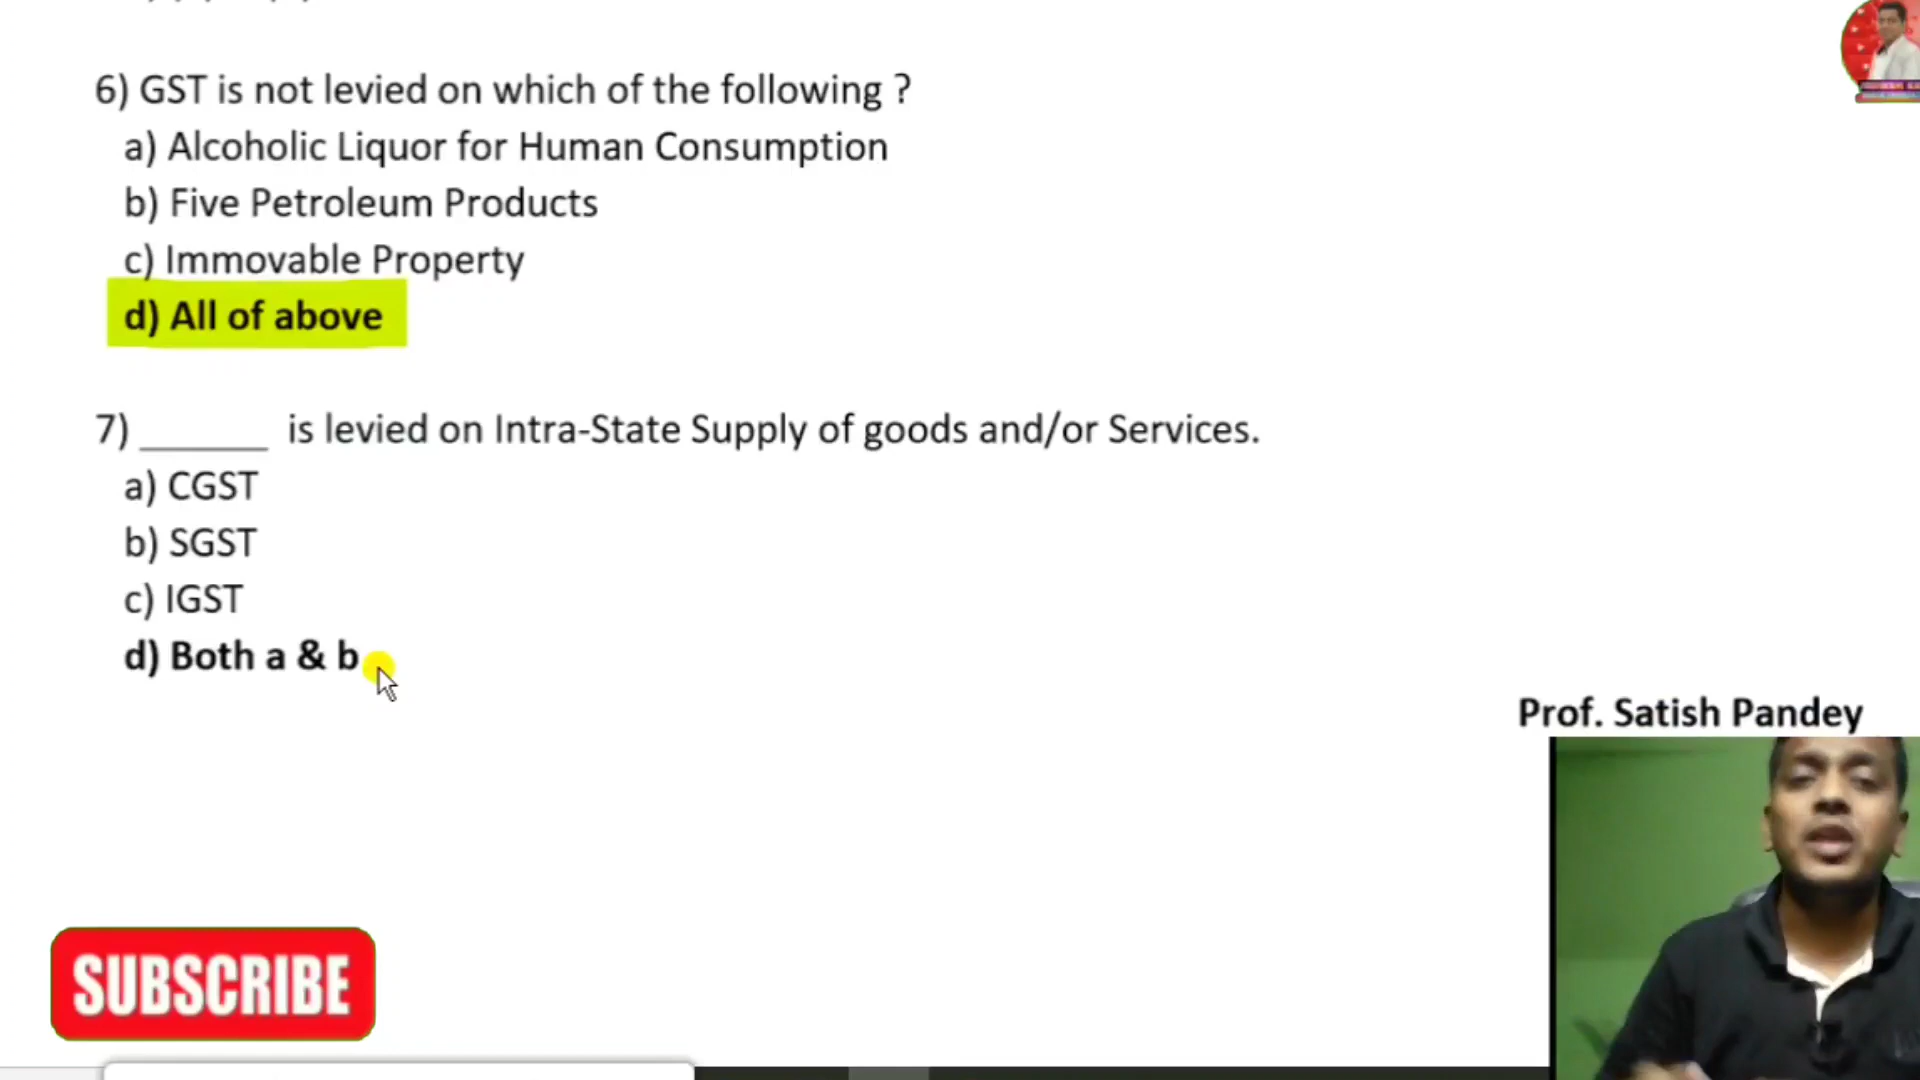 6) GST is not levied on which of the following ?
a) Alcoholic Liquor for Human Consumption
b) Five Petroleum Products
c) Immovable Property
d) All of above
7) ______ is levied on Intra-State Supply of goods and/or Services.
a) CGST
b) SGST
c) IGST
d) Both a & b
Prof. Satish Pandey
SUBSCRIBE